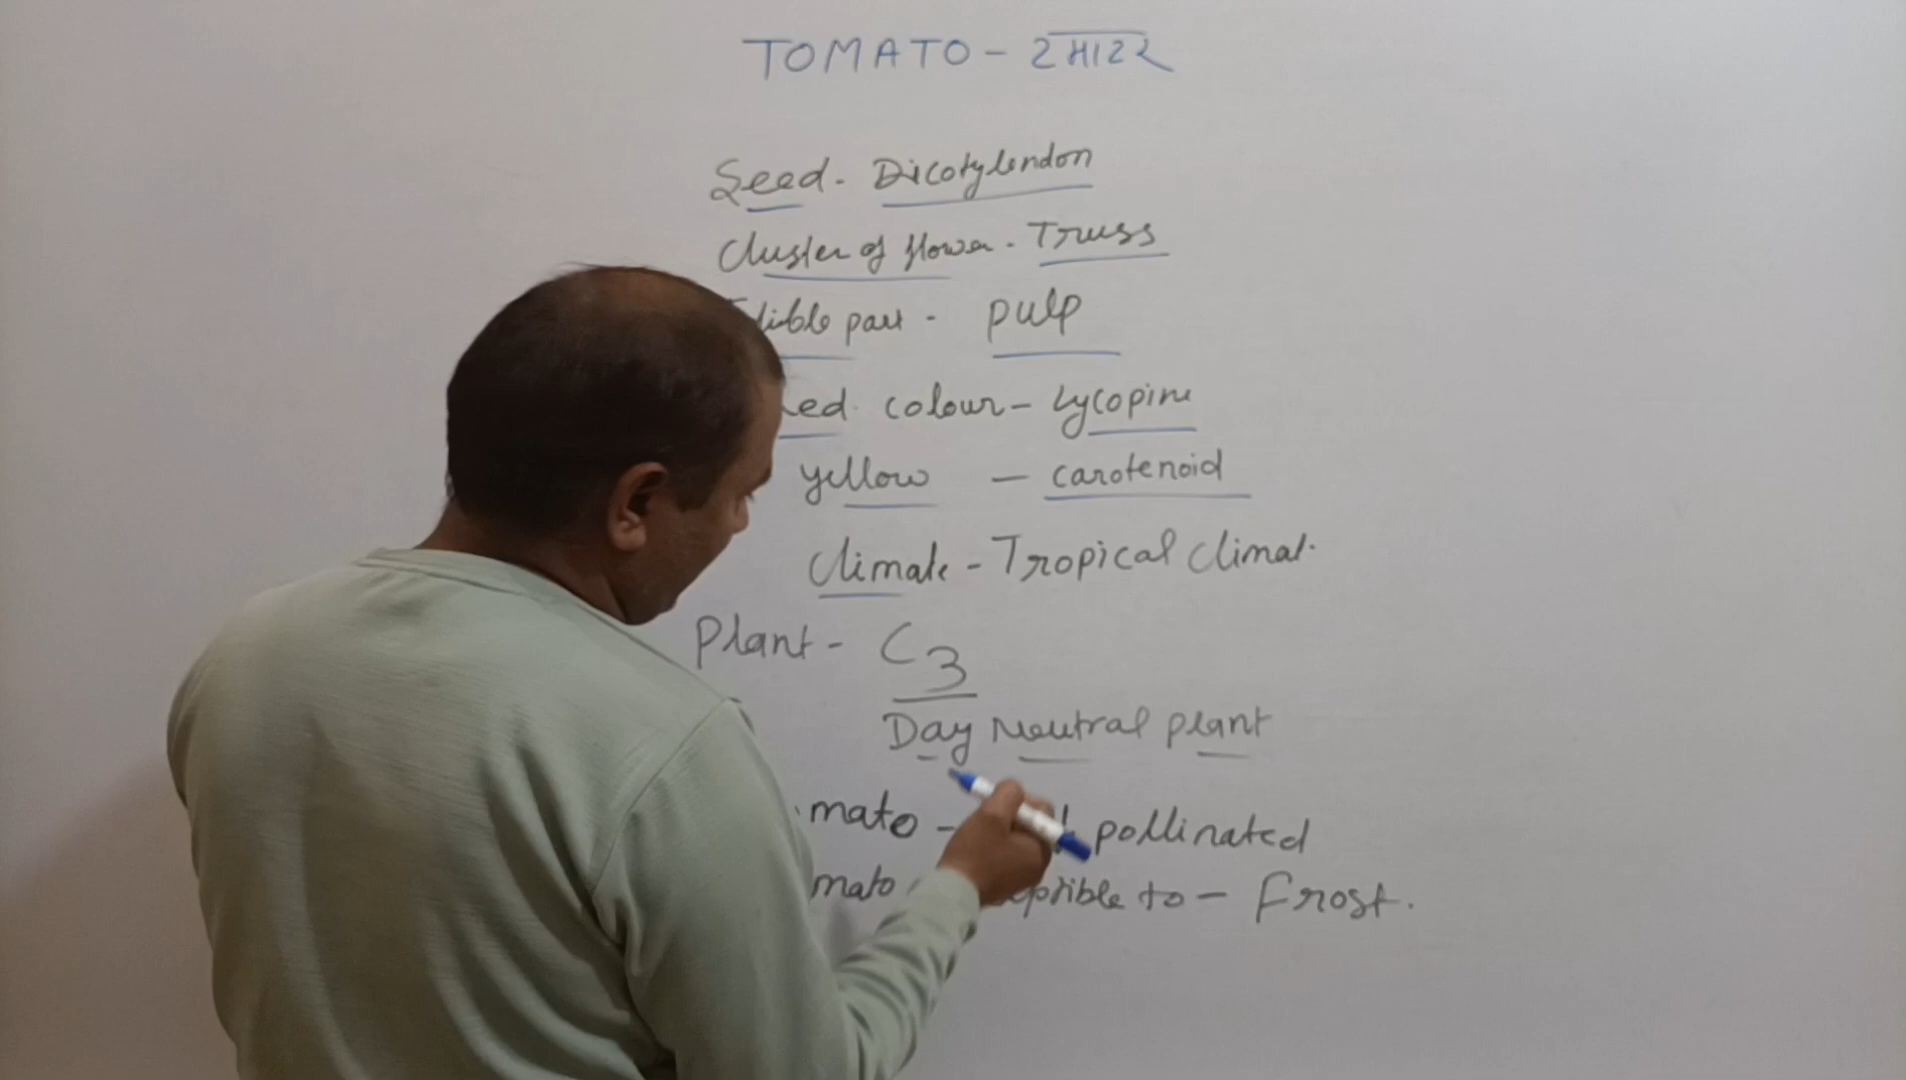 TOMATO - टमाटर
Seed - Dicotylendon
Cluster of flower - Truss
dible part - pulp
ed colour - Lycopine
yellow - carotenoid
Climate - Tropical Climat.
Plant - C3
Day Neutral plant
mato - pollinated
mato ptible to - Frost.